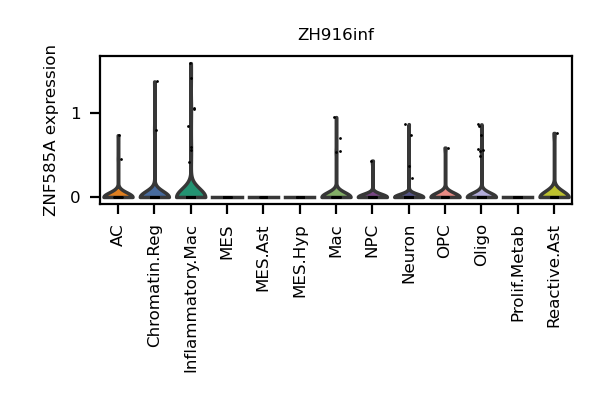 ZH916inf
ZNF585A expression
1
0
AC
Chromatin.Reg
Inflammatory.Mac
MES
MES.Ast
MES.Hyp
Mac
NPC
Neuron
OPC
Oligo
Prolif.Metab
Reactive.Ast